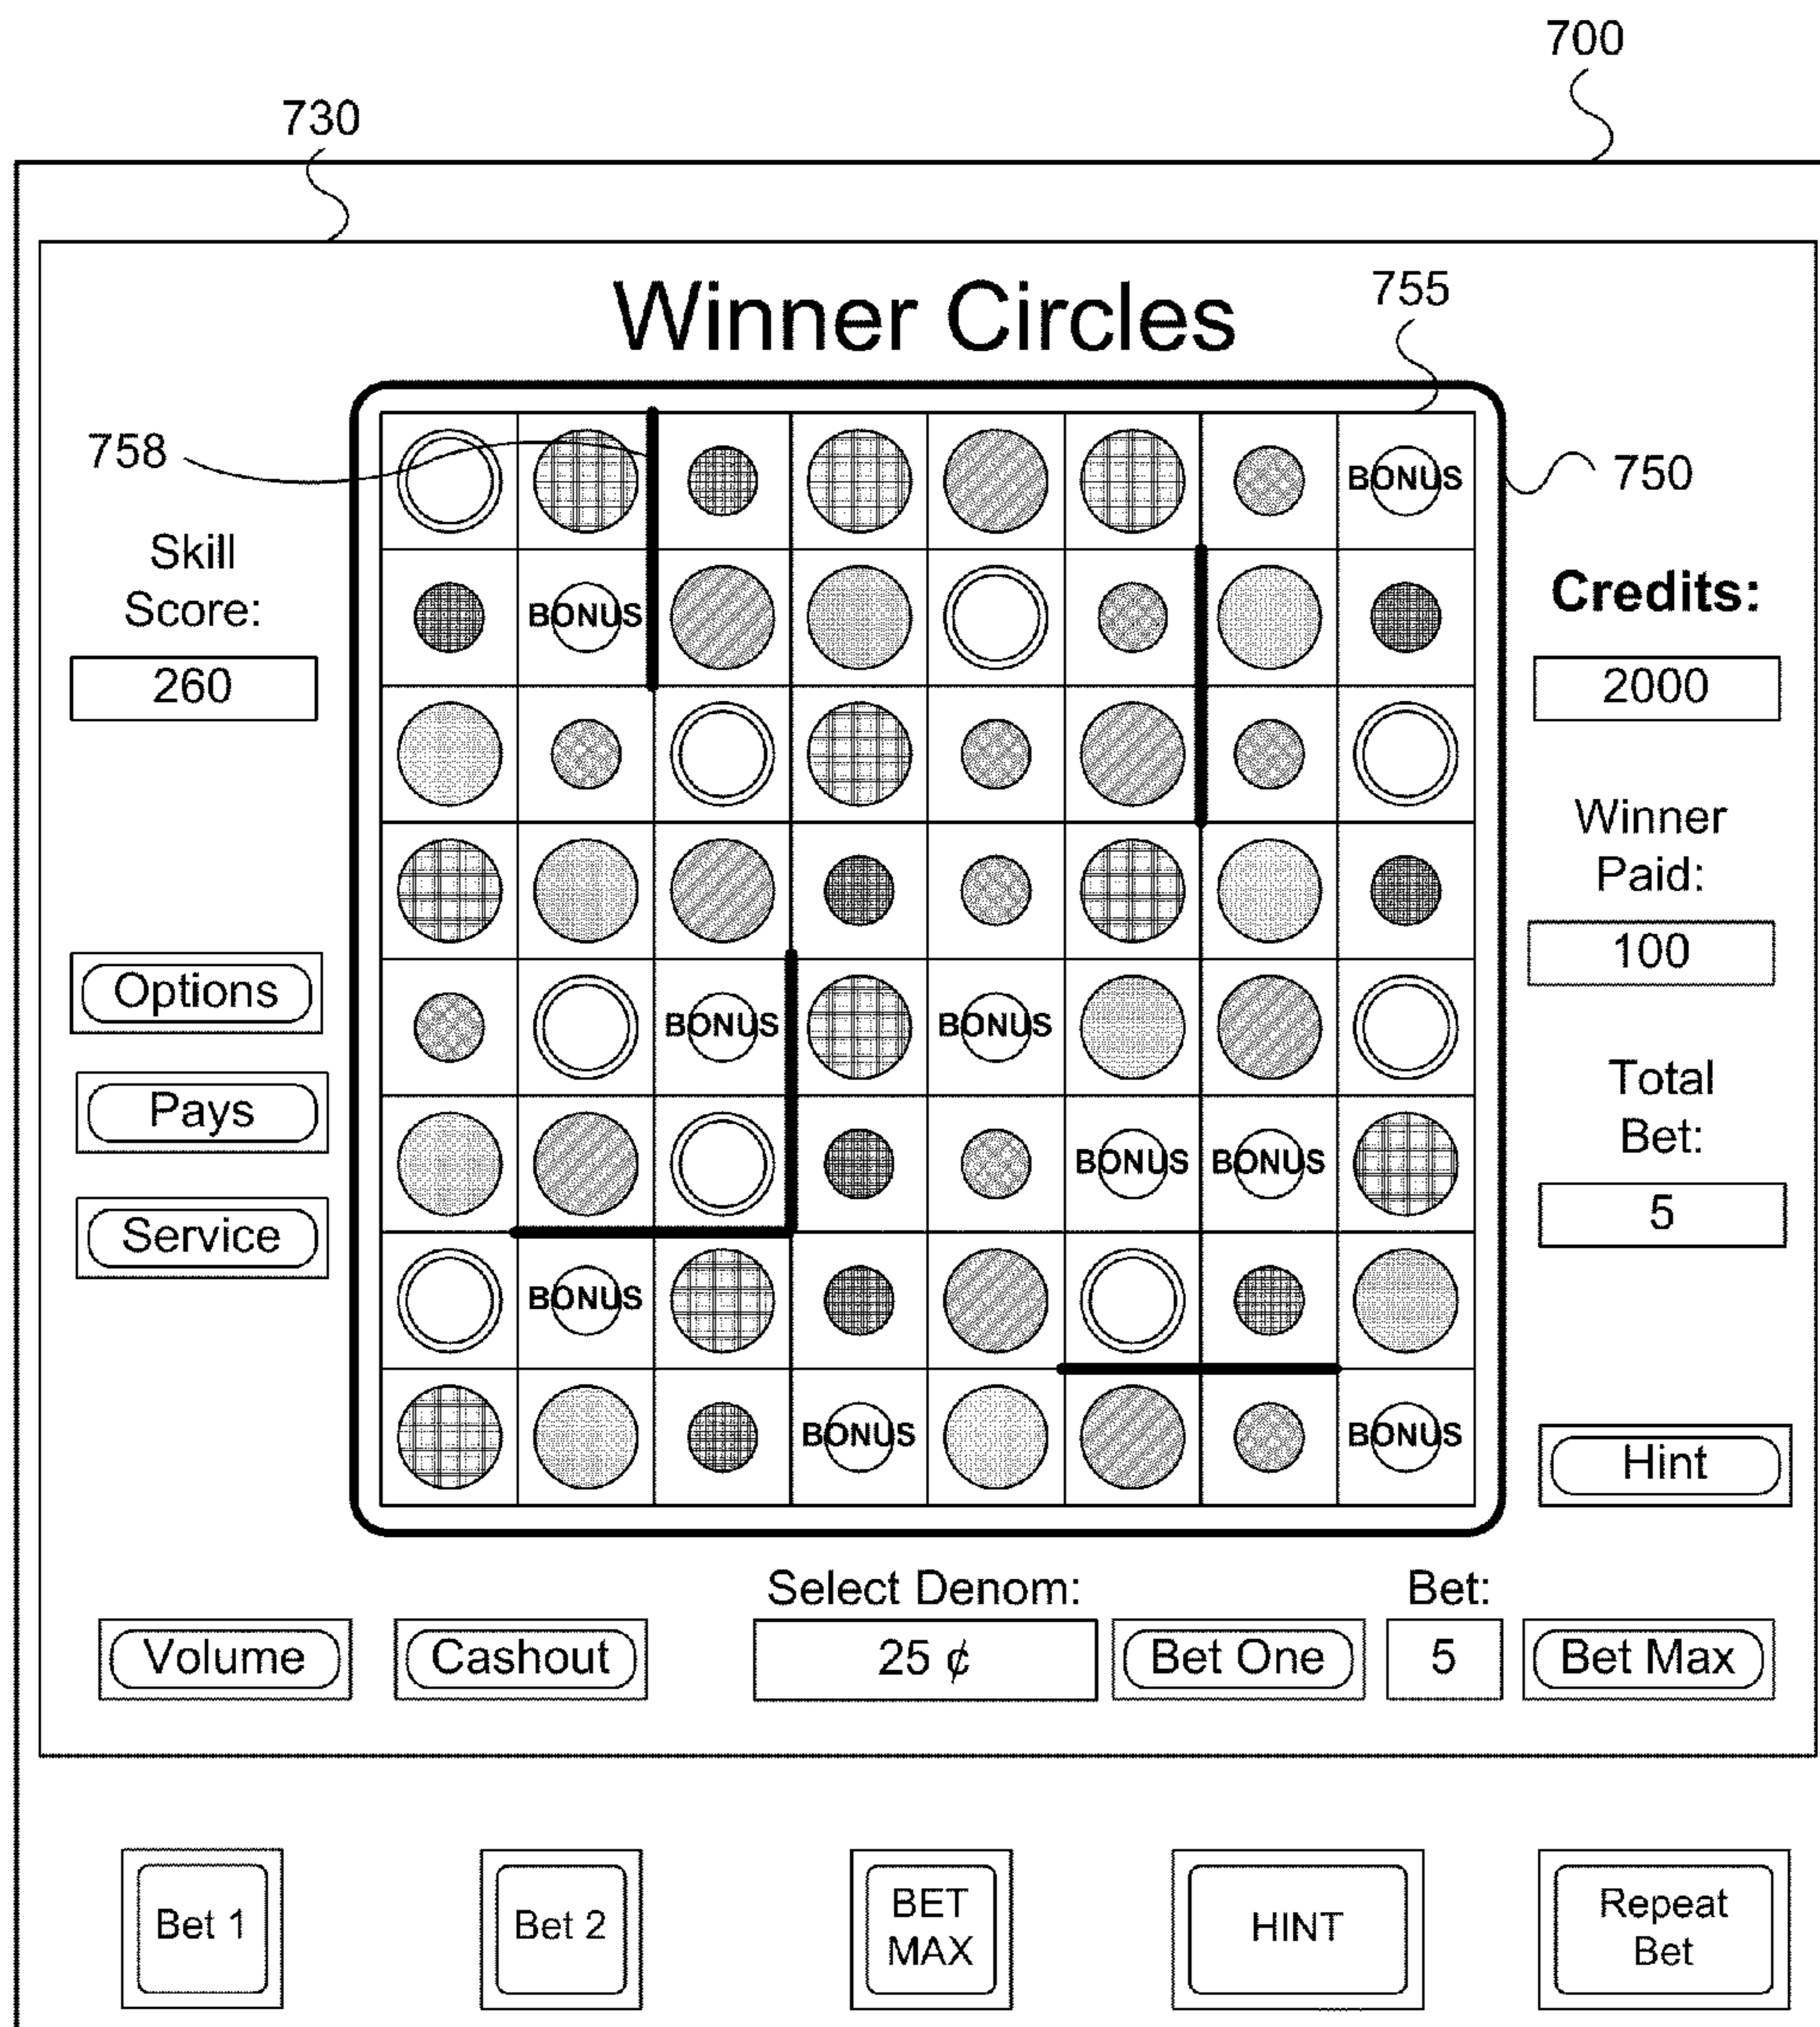 700
730
Winner Circles
755
758
BONUS
750
Skill
Score:
260
BONUS
Credits:
2000
Winner
Paid:
100
Options
BONUS
BONUS
Pays
BONUS
BONUS
Total
Bet:
5
Service
BONUS
BONUS
BONUS
Hint
Select Denom:
Bet:
Volume
Cashout
25 ¢
Bet One
5
Bet Max
Bet 1
Bet 2
BET
MAX
HINT
Repeat
Bet